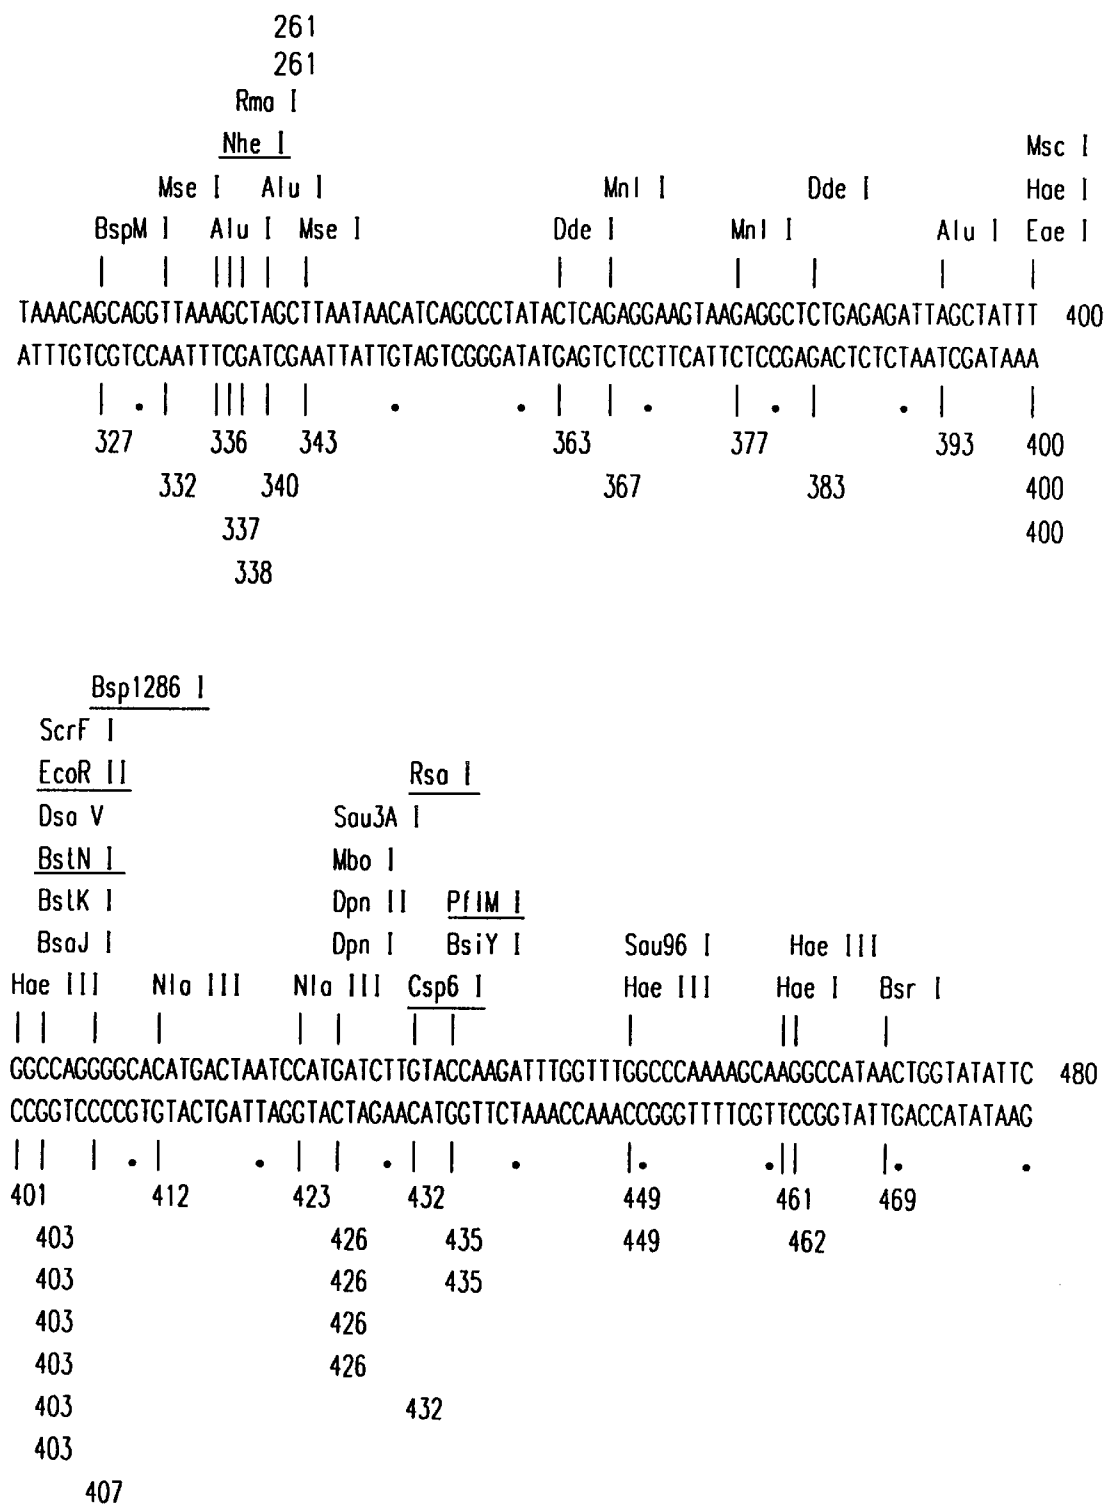 261
261
Rma I
Nhe I Msc I
Mse I Alu I Mnl I Dde I Hae I
BspM I Alu I Mse I Dde I Mnl I Alu I Eae I
TAAACAGCAGGTTAAAGCTAGCTTAATAACATCAGCCCTATACTCAGAGGAAGTAAGAGGCTCTGAGAGATTAGCTATTT 400
ATTTGTCGTCCAATTTCGATCGAATTATTGTAGTCGGGATATGAGTCTCCTTCATTCTCCGAGACTCTCTAATCGATAAA
327 336 343 363 377 393 400
332 340 367 383 400
337 400
338
Bsp1286 I
ScrF I
EcoR II Rsa I
Dsa V Sau3A I
BstN I Mbo I
BstK I Dpn II PflM I
BsaJ I Dpn I BsiY I Sau96 I Hae III
Hae III Nla III Nla III Csp6 I Hae III Hae I Bsr I
GGCCAGGGGCACATGACTAATCCATGATCTTGTACCAAGATTTGGTTTGGCCCAAAAGCAAGGCCATAACTGGTATATTC 480
CCGGTCCCCGTGTACTGATTAGGTACTAGAACATGGTTCTAAACCAAACCGGGTTTTCGTTCCGGTATTGACCATATAAG
401 412 423 432 449 461 469
403 426 435 449 462
403 426 435
403 426
403 426
403 432
403
407